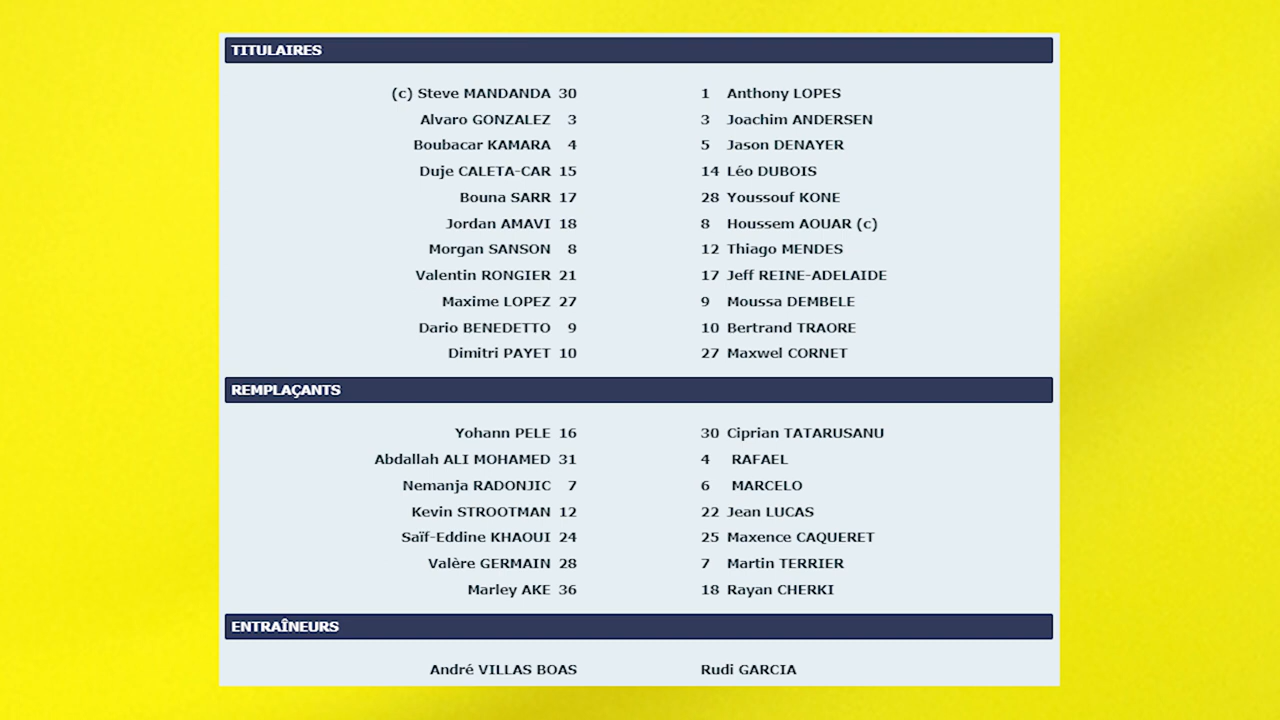 TITULAIRES
(c) Steve MANDANDA 30 1 Anthony LOPES
Alvaro GONZALEZ 3 3 Joachim ANDERSEN
Boubacar KAMARA 4 5 Jason DENAYER
Duje CALETA-CAR 15 14 Léo DUBOIS
Bouna SARR 17 28 Youssouf KONE
Jordan AMAVI 18 8 Houssem AOUAR (c)
Morgan SANSON 8 12 Thiago MENDES
Valentin RONGIER 21 17 Jeff REINE-ADELAIDE
Maxime LOPEZ 27 9 Moussa DEMBELE
Dario BENEDETTO 9 10 Bertrand TRAORE
Dimitri PAYET 10 27 Maxwel CORNET
REMPLAÇANTS
Yohann PELE 16 30 Ciprian TATARUSANU
Abdallah ALI MOHAMED 31 4 RAFAEL
Nemanja RADONJIC 7 6 MARCELO
Kevin STROOTMAN 12 22 Jean LUCAS
Saïf-Eddine KHAOUI 24 25 Maxence CAQUERET
Valère GERMAIN 28 7 Martin TERRIER
Marley AKE 36 18 Rayan CHERKI
ENTRAÎNEURS
André VILLAS BOAS Rudi GARCIA